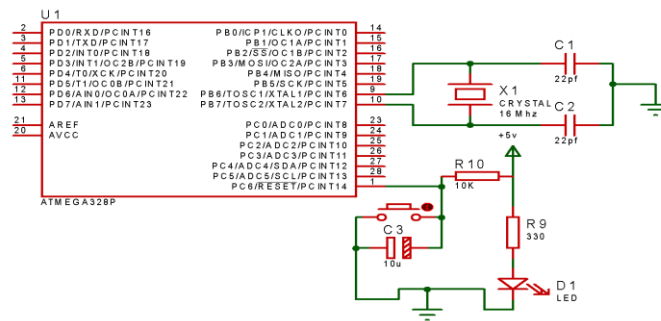 U1
2 PD0/RXD/PCINT16
3 PD1/TXD/PCINT17
4 PD2/INT0/PCINT18
5 PD3/INT1/OC2B/PCINT19
6 PD4/T0/XCK/PCINT20
11 PD5/T1/OC0B/PCINT21
12 PD6/AIN0/OC0A/PCINT22
13 PD7/AIN1/PCINT23
21 AREF
20 AVCC
PB0/ICP1/CLKO/PCINT0 14
PB1/OC1A/PCINT1 15
PB2/SS/OC1B/PCINT2 16
PB3/MOSI/OC2A/PCINT3 17
PB4/MISO/PCINT4 18
PB5/SCK/PCINT5 19
PB6/TOSC1/XTAL1/PCINT6 9
PB7/TOSC2/XTAL2/PCINT7 10
PC0/ADC0/PCINT8 23
PC1/ADC1/PCINT9 24
PC2/ADC2/PCINT10 25
PC3/ADC3/PCINT11 26
PC4/ADC4/SDA/PCINT12 27
PC5/ADC5/SCL/PCINT13 28
PC6/RESET/PCINT14 1
ATMEGA328P
C1
22pf
X1
CRYSTAL
16Mhz
C2
22pf
+5v
R10
10K
R9
330
C3
10u
D1
LED